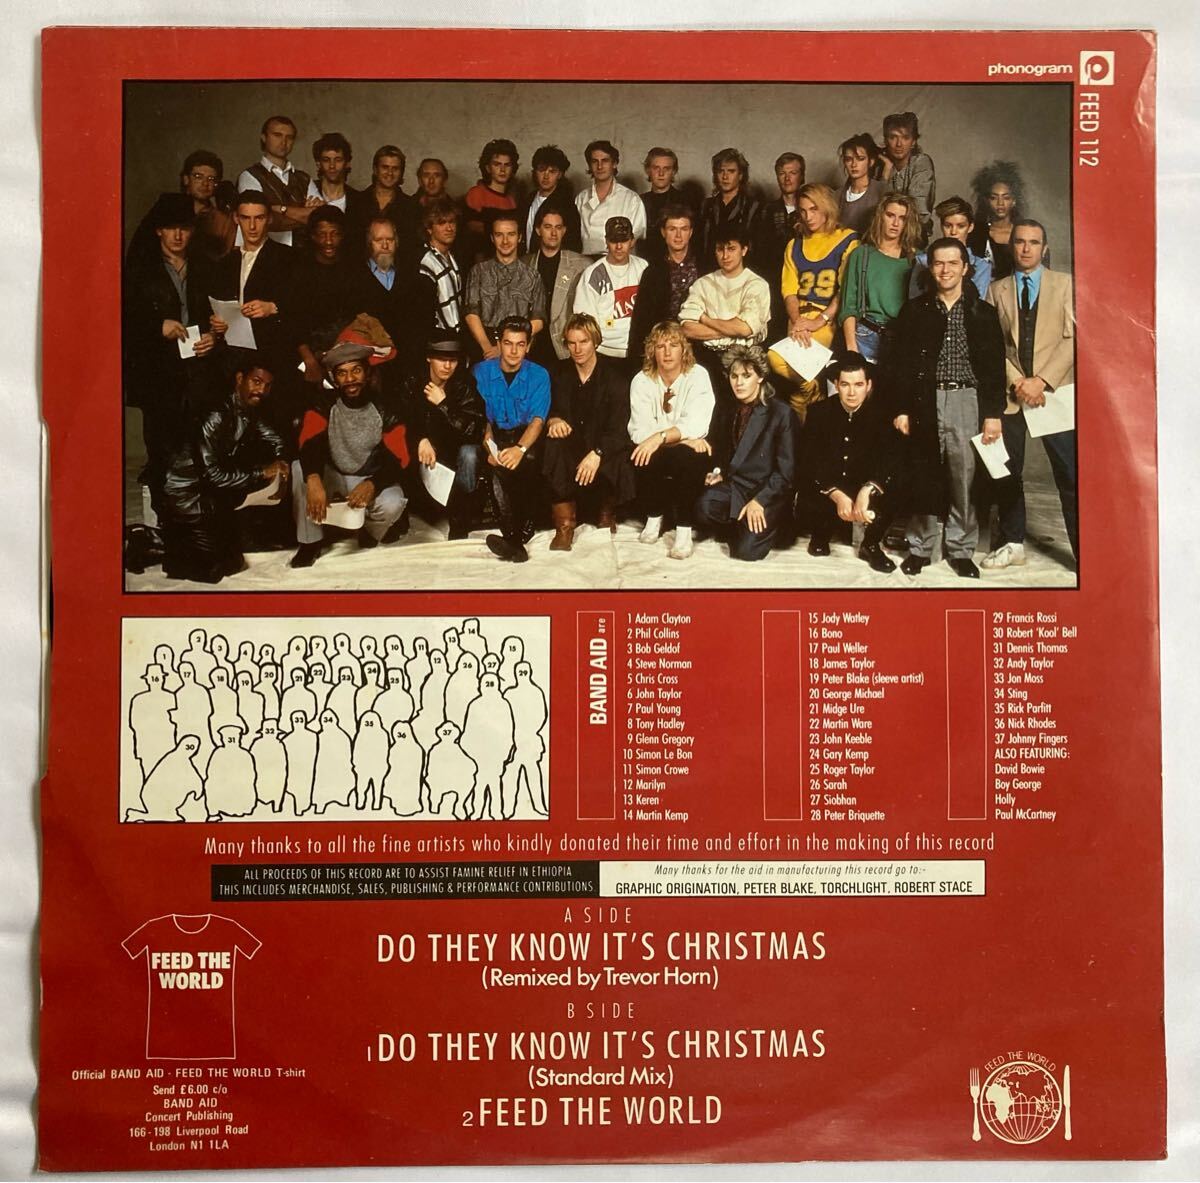 phonogram
FEED 112
BAND AID are
1 Adam Clayton
2 Phil Collins
3 Bob Geldof
4 Steve Norman
5 Chris Cross
6 John Taylor
7 Paul Young
8 Tony Hadley
9 Glenn Gregory
10 Simon Le Bon
11 Simon Crowe
12 Marilyn
13 Keren
14 Martin Kemp
15 Jody Watley
16 Bono
17 Paul Weller
18 James Taylor
19 Peter Blake (sleeve artist)
20 George Michael
21 Midge Ure
22 Martin Ware
23 John Keeble
24 Gary Kemp
25 Roger Taylor
26 Sarah
27 Siobhan
28 Peter Briquette
29 Francis Rossi
30 Robert 'Kool' Bell
31 Dennis Thomas
32 Andy Taylor
33 Jon Moss
34 Sting
35 Rick Parfitt
36 Nick Rhodes
37 Johnny Fingers
ALSO FEATURING:
David Bowie
Boy George
Holly
Paul McCartney
Many thanks to all the fine artists who kindly donated their time and effort in the making of this record
ALL PROCEEDS OF THIS RECORD ARE TO ASSIST FAMINE RELIEF IN ETHIOPIA
THIS INCLUDES MERCHANDISE, SALES, PUBLISHING & PERFORMANCE CONTRIBUTIONS.
Many thanks for the aid in manufacturing this record go to:-
GRAPHIC ORIGINATION, PETER BLAKE, TORCHLIGHT, ROBERT STACE
A SIDE
DO THEY KNOW IT'S CHRISTMAS
(Remixed by Trevor Horn)
B SIDE
1 DO THEY KNOW IT'S CHRISTMAS
(Standard Mix)
2 FEED THE WORLD
FEED THE
WORLD
Official BAND AID - FEED THE WORLD T-shirt
Send £6.00 c/o
BAND AID
Concert Publishing
166-198 Liverpool Road
London N1 1LA
FEED THE WORLD